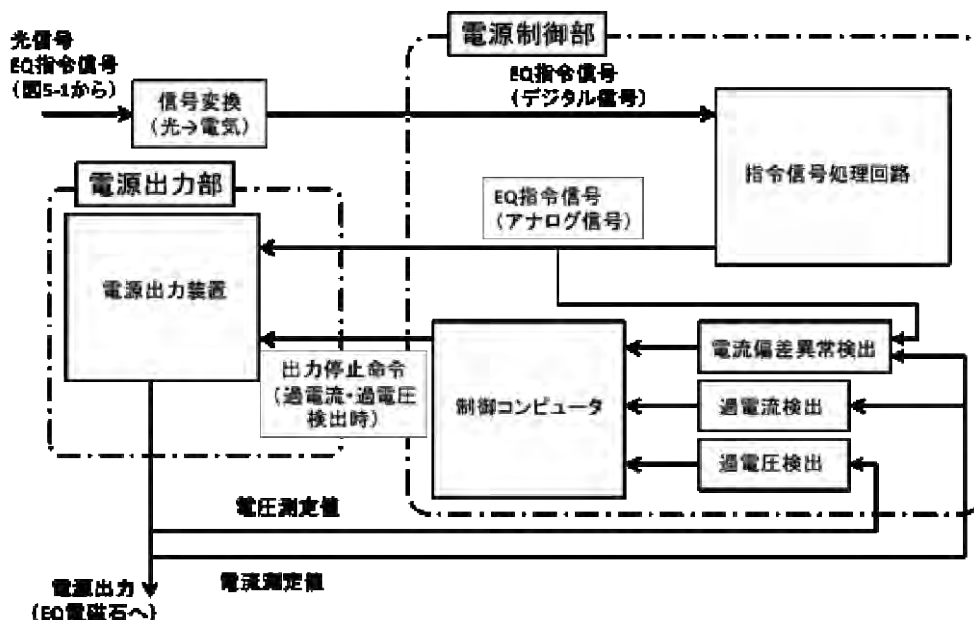 光信号
EQ指令信号
(図5-1から)
信号変換
(光→電気)
電源制御部
EQ指令信号
(デジタル信号)
指令信号処理回路
電源出力部
電源出力装置
EQ指令信号
(アナログ信号)
出力停止命令
(過電流・過電圧
検出時)
制御コンピュータ
電流偏差異常検出
過電流検出
過電圧検出
電圧測定値
電流測定値
電源出力
(EQ電磁石へ)